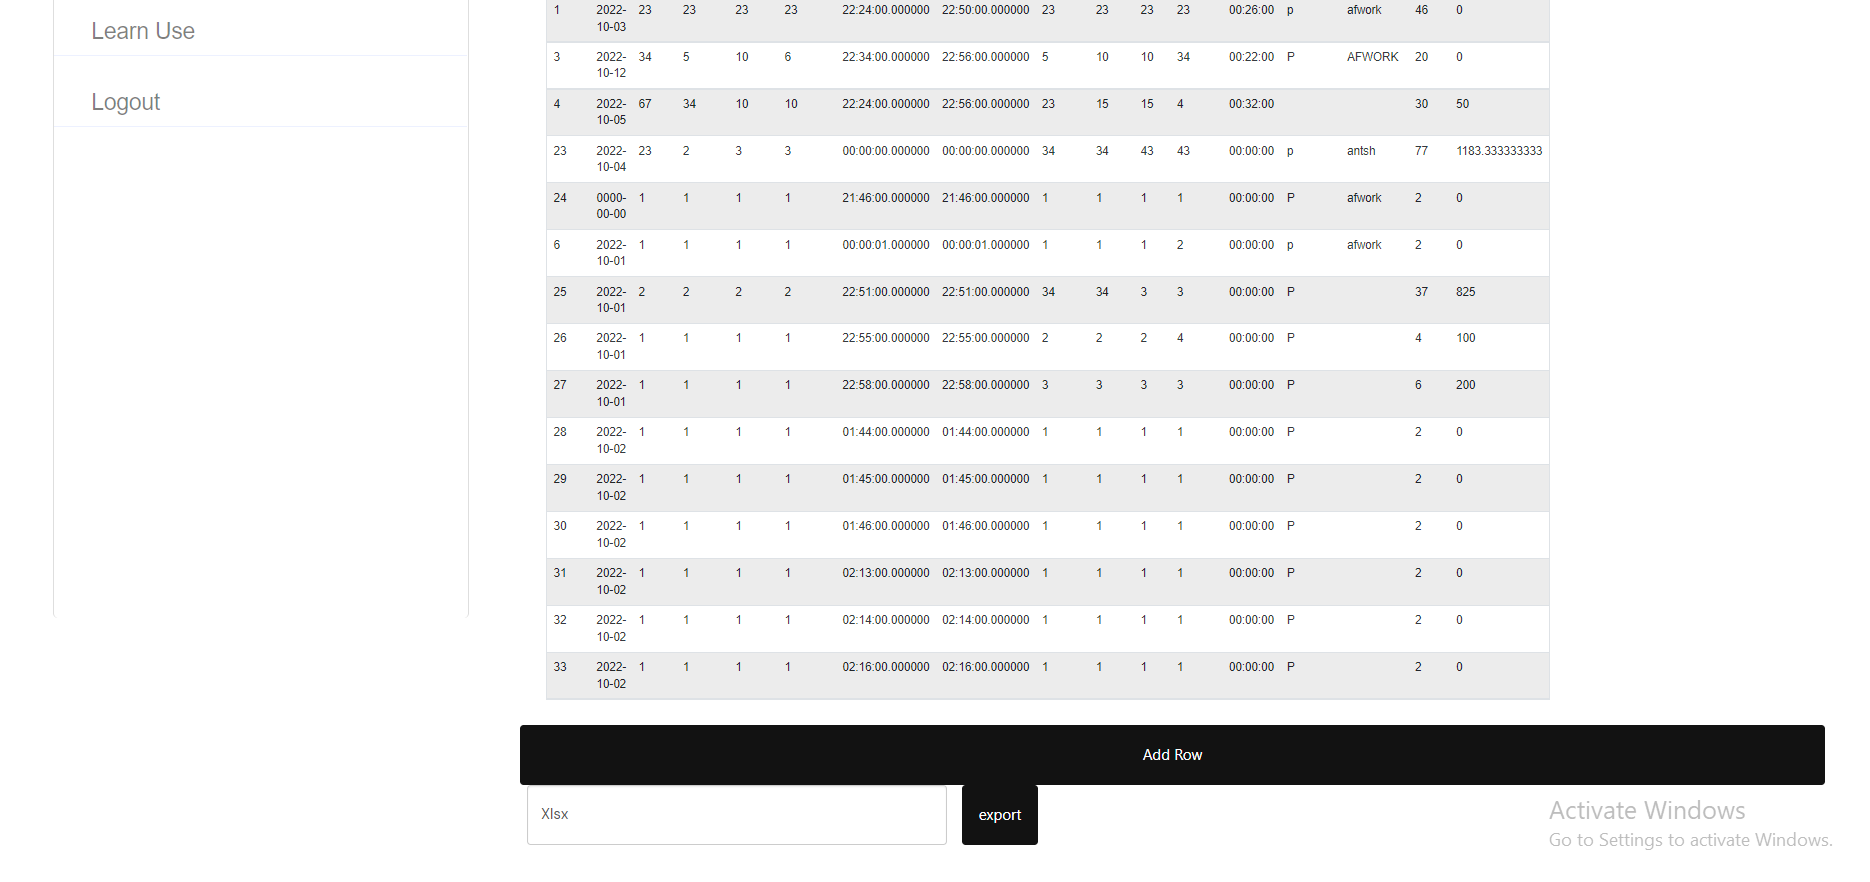 Learn Use
Logout
1 2022-10-03 23 23 23 23 22:24:00.000000 22:50:00.000000 23 23 23 23 00:26:00 p afwork 46 0
3 2022-10-12 34 5 10 6 22:34:00.000000 22:56:00.000000 5 10 10 34 00:22:00 P AFWORK 20 0
4 2022-10-05 67 34 10 10 22:24:00.000000 22:56:00.000000 23 15 15 4 00:32:00 30 50
23 2022-10-04 23 2 3 3 00:00:00.000000 00:00:00.000000 34 34 43 43 00:00:00 p antsh 77 1183.333333333
24 0000-00-00 1 1 1 1 21:46:00.000000 21:46:00.000000 1 1 1 1 00:00:00 P afwork 2 0
6 2022-10-01 1 1 1 1 00:00:01.000000 00:00:01.000000 1 1 1 2 00:00:00 p afwork 2 0
25 2022-10-01 2 2 2 2 22:51:00.000000 22:51:00.000000 34 34 3 3 00:00:00 P 37 825
26 2022-10-01 1 1 1 1 22:55:00.000000 22:55:00.000000 2 2 2 4 00:00:00 P 4 100
27 2022-10-01 1 1 1 1 22:58:00.000000 22:58:00.000000 3 3 3 3 00:00:00 P 6 200
28 2022-10-02 1 1 1 1 01:44:00.000000 01:44:00.000000 1 1 1 1 00:00:00 P 2 0
29 2022-10-02 1 1 1 1 01:45:00.000000 01:45:00.000000 1 1 1 1 00:00:00 P 2 0
30 2022-10-02 1 1 1 1 01:46:00.000000 01:46:00.000000 1 1 1 1 00:00:00 P 2 0
31 2022-10-02 1 1 1 1 02:13:00.000000 02:13:00.000000 1 1 1 1 00:00:00 P 2 0
32 2022-10-02 1 1 1 1 02:14:00.000000 02:14:00.000000 1 1 1 1 00:00:00 P 2 0
33 2022-10-02 1 1 1 1 02:16:00.000000 02:16:00.000000 1 1 1 1 00:00:00 P 2 0
Add Row
Xlsx
export
Activate Windows
Go to Settings to activate Windows.